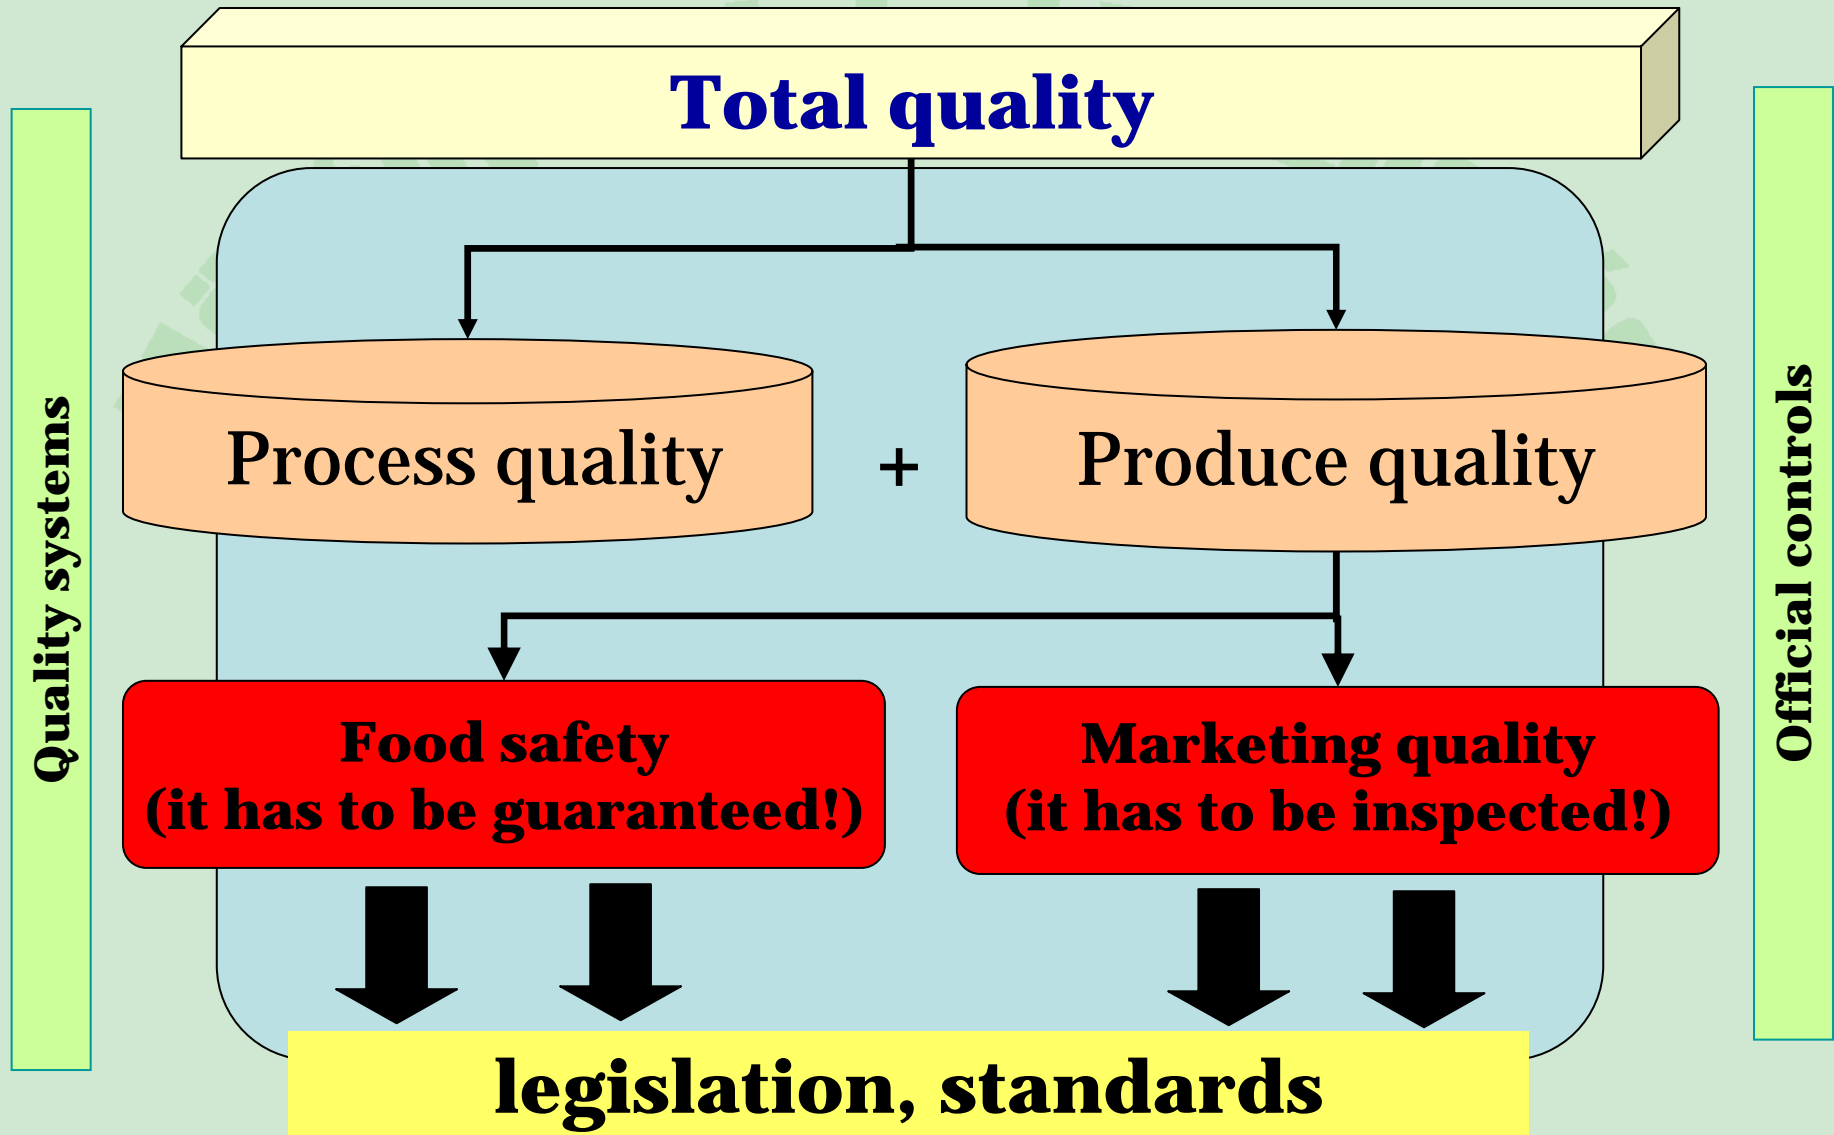 Total quality
Quality systems
Official controls
Process quality
+
Produce quality
Food safety
(it has to be guaranteed!)
Marketing quality
(it has to be inspected!)
legislation, standards